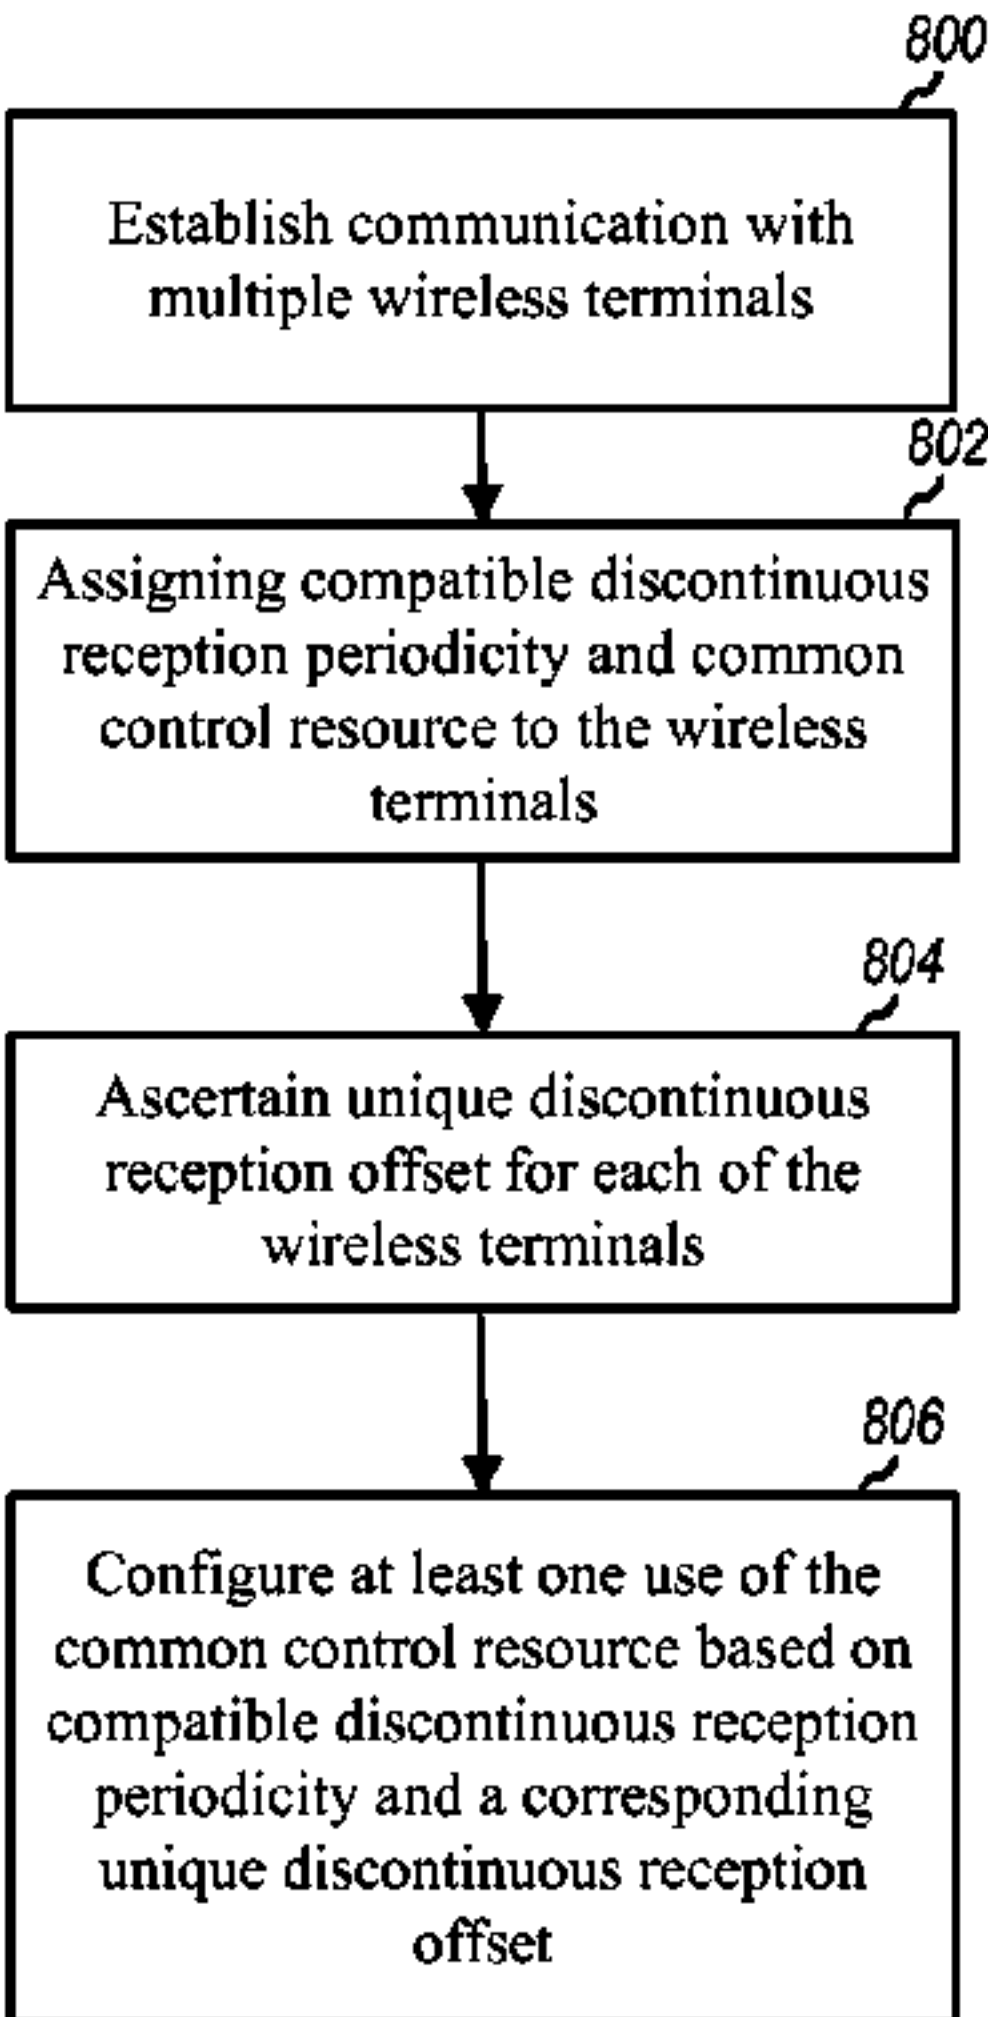 800
Establish communication with
multiple wireless terminals
802
Assigning compatible discontinuous
reception periodicity and common
control resource to the wireless
terminals
804
Ascertain unique discontinuous
reception offset for each of the
wireless terminals
806
Configure at least one use of the
common control resource based on
compatible discontinuous reception
periodicity and a corresponding
unique discontinuous reception
offset